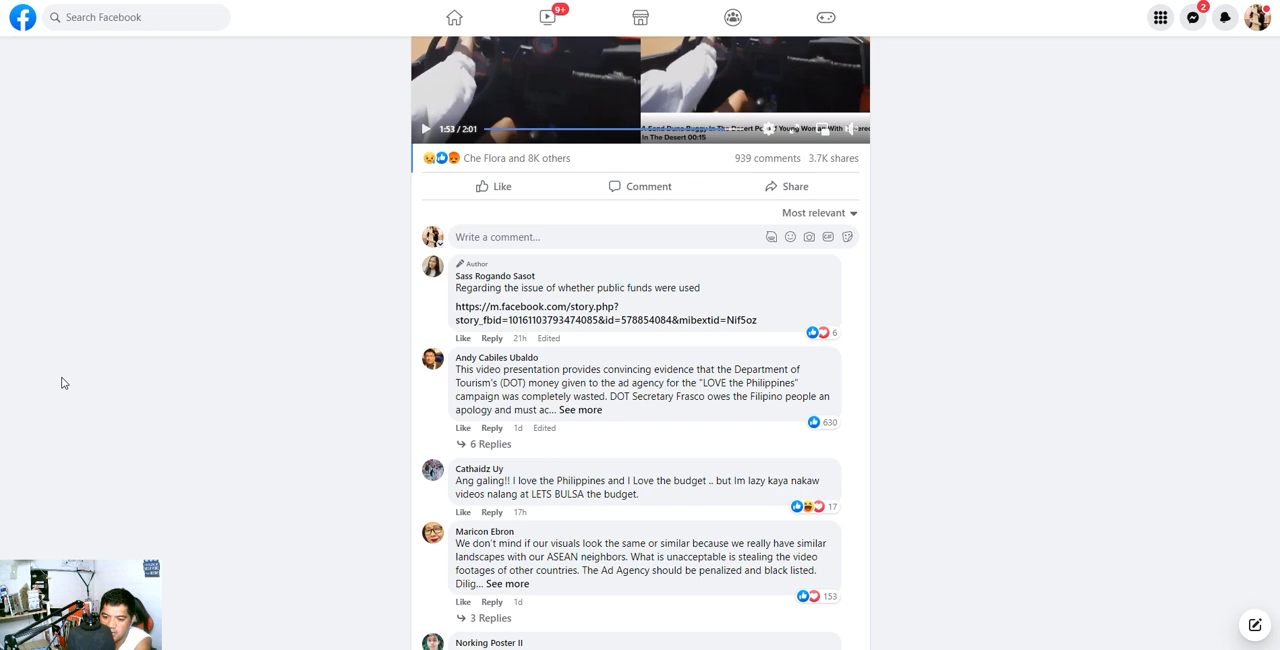 Search Facebook
9+
2
1:53 / 2:01
In The Desert 00:15
Che Flora and 8K others
939 comments 3.7K shares
Like
Comment
Share
Most relevant
Write a comment...
Author
Sass Rogando Sasot
Regarding the issue of whether public funds were used
https://m.facebook.com/story.php?
story_fbid=10161103793474085&id=578854084&mibextid=Nif5oz
6
Like Reply 21h Edited
Andy Cabiles Ubaldo
This video presentation provides convincing evidence that the Department of
Tourism's (DOT) money given to the ad agency for the "LOVE the Philippines"
campaign was completely wasted. DOT Secretary Frasco owes the Filipino people an
apology and must ac... See more
630
Like Reply 1d Edited
6 Replies
Cathaidz Uy
Ang galing!! I love the Philippines and I Love the budget .. but Im lazy kaya nakaw
videos nalang at LETS BULSA the budget.
17
Like Reply 17h
Maricon Ebron
We don't mind if our visuals look the same or similar because we really have similar
landscapes with our ASEAN neighbors. What is unacceptable is stealing the video
footages of other countries. The Ad Agency should be penalized and black listed.
Dilig... See more
153
Like Reply 1d
3 Replies
Norking Poster II